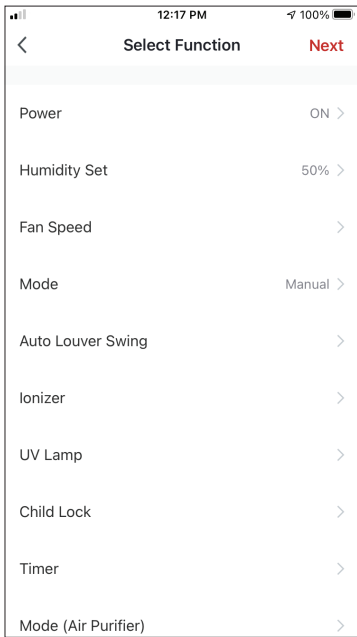 12:17 PM
100%
Select Function
Next
Power ON
Humidity Set 50%
Fan Speed
Mode Manual
Auto Louver Swing
Ionizer
UV Lamp
Child Lock
Timer
Mode (Air Purifier)